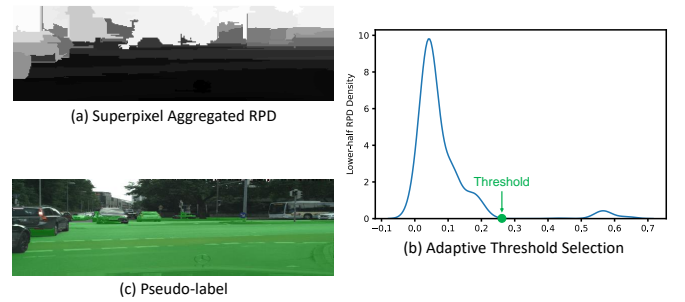 (a) Superpixel Aggregated RPD
(c) Pseudo-label
Lower-half RPD Density
10
8
6
4
2
0
Threshold
−0.1 0.0 0.1 0.2 0.3 0.4 0.5 0.6 0.7
(b) Adaptive Threshold Selection